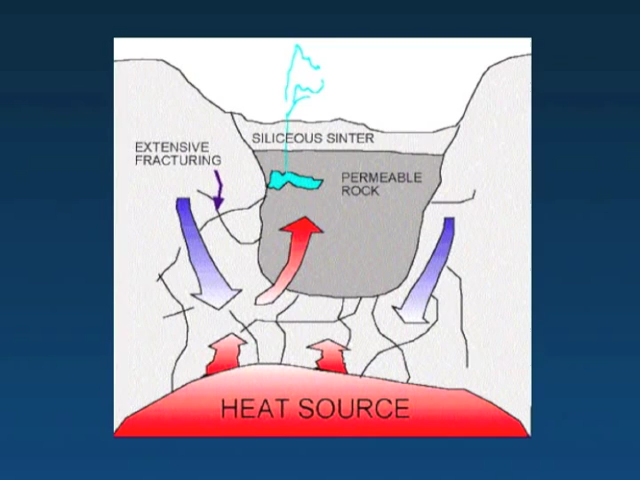 SILICEOUS SINTER
EXTENSIVE
FRACTURING
PERMEABLE
ROCK
HEAT SOURCE